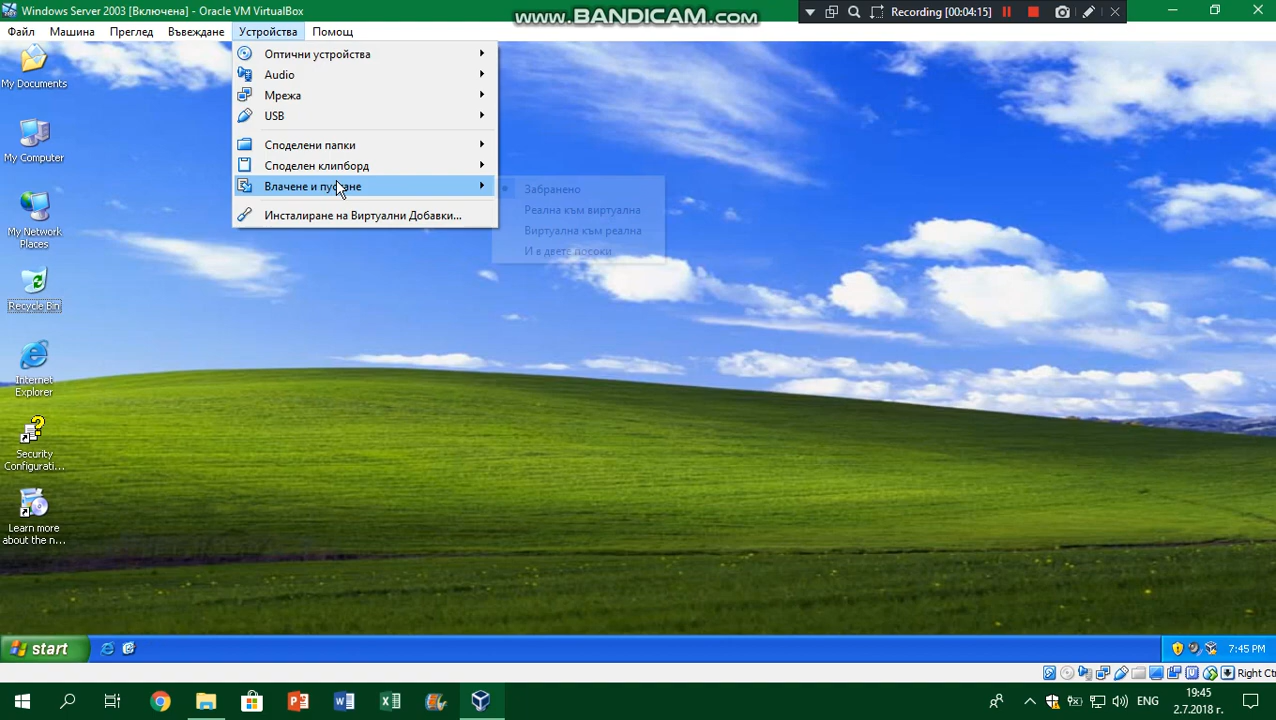 Windows Server 2003 [Включена] - Oracle VM VirtualBox
www.BANDICAM.com
Recording [00:04:15]
Файл Машина Преглед Въвеждане Устройства Помощ
Оптични устройства
Audio
Мрежа
USB
Споделени папки
Споделен клипборд
Влачене и пускане
Инсталиране на Виртуални Добавки...
Забранено
Реална към виртуална
Виртуална към реална
И в двете посоки
My Documents
My Computer
My Network
Places
Recycle Bin
Internet
Explorer
Security
Configurati...
Learn more
about the n...
start
7:45 PM
Right Ct
ENG
19:45
2.7.2018 г.